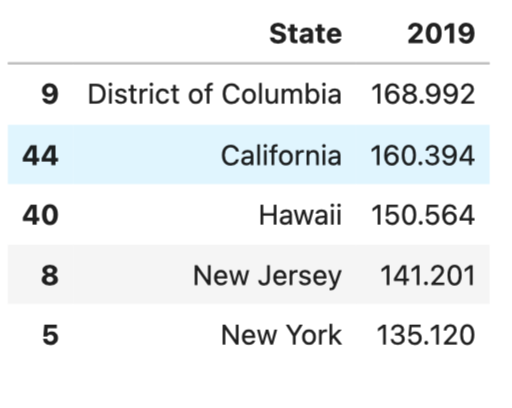 State 2019
9 District of Columbia 168.992
44 California 160.394
40 Hawaii 150.564
8 New Jersey 141.201
5 New York 135.120